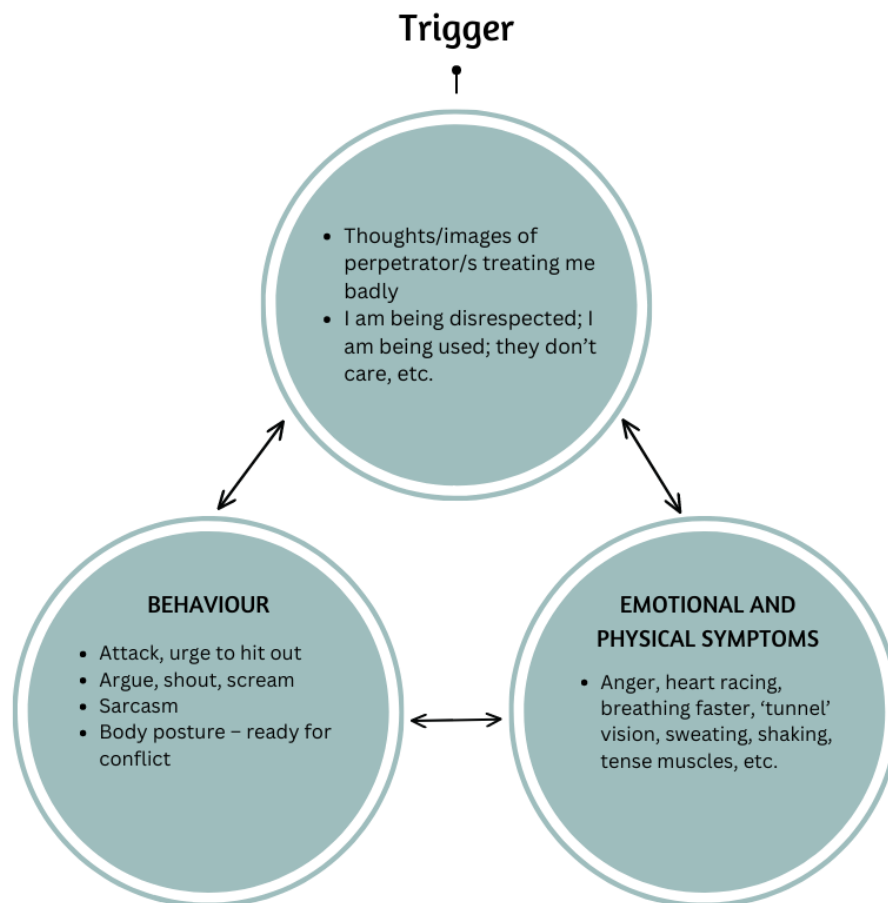 Trigger
• Thoughts/images of
perpetrator/s treating me
badly
• I am being disrespected; I
am being used; they don’t
care, etc.
BEHAVIOUR
• Attack, urge to hit out
• Argue, shout, scream
• Sarcasm
• Body posture – ready for
conflict
EMOTIONAL AND
PHYSICAL SYMPTOMS
• Anger, heart racing,
breathing faster, ‘tunnel’
vision, sweating, shaking,
tense muscles, etc.